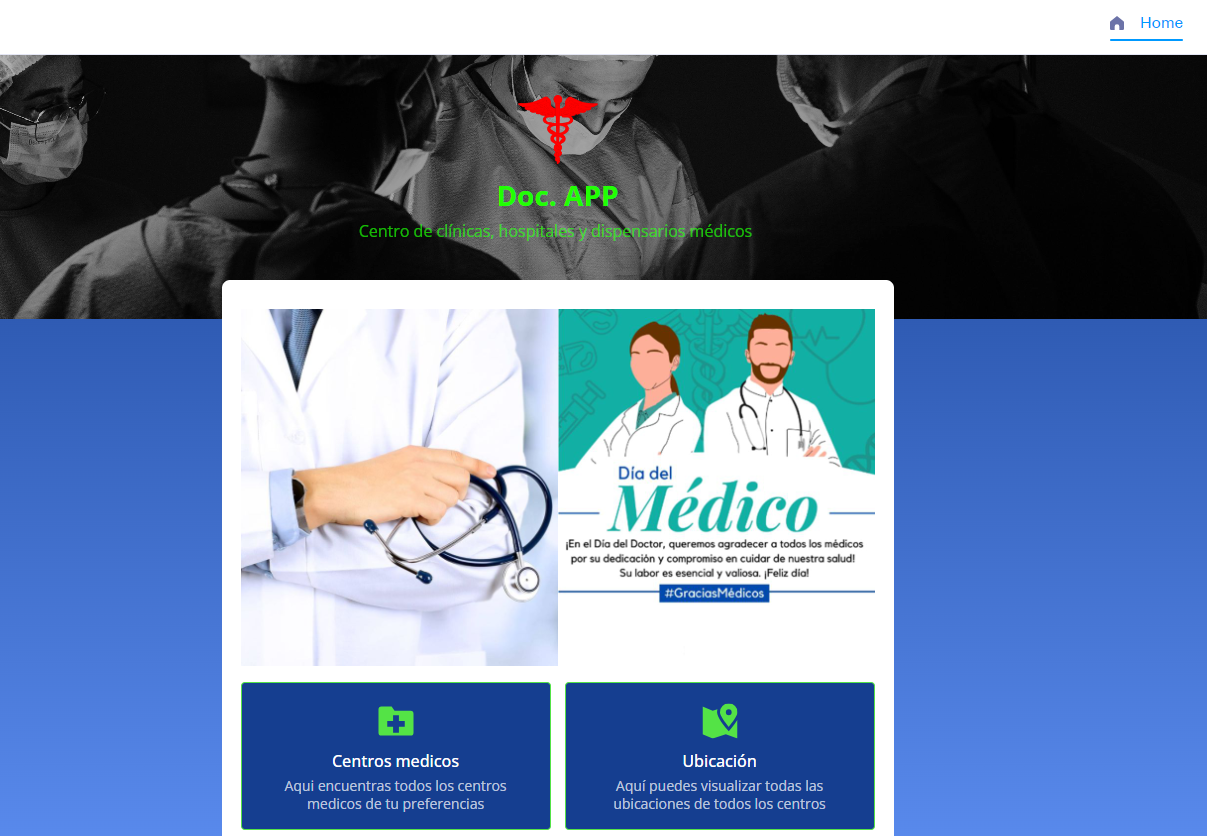 Home
Doc. APP
Centro de clínicas, hospitales y dispensarios médicos
Día del
Médico
¡En el Día del Doctor, queremos agradecer a todos los médicos
por su dedicación y compromiso en cuidar de nuestra salud!
Su labor es esencial y valiosa. ¡Feliz día!
#GraciasMédicos
Centros medicos
Aqui encuentras todos los centros
medicos de tu preferencias
Ubicación
Aquí puedes visualizar todas las
ubicaciones de todos los centros